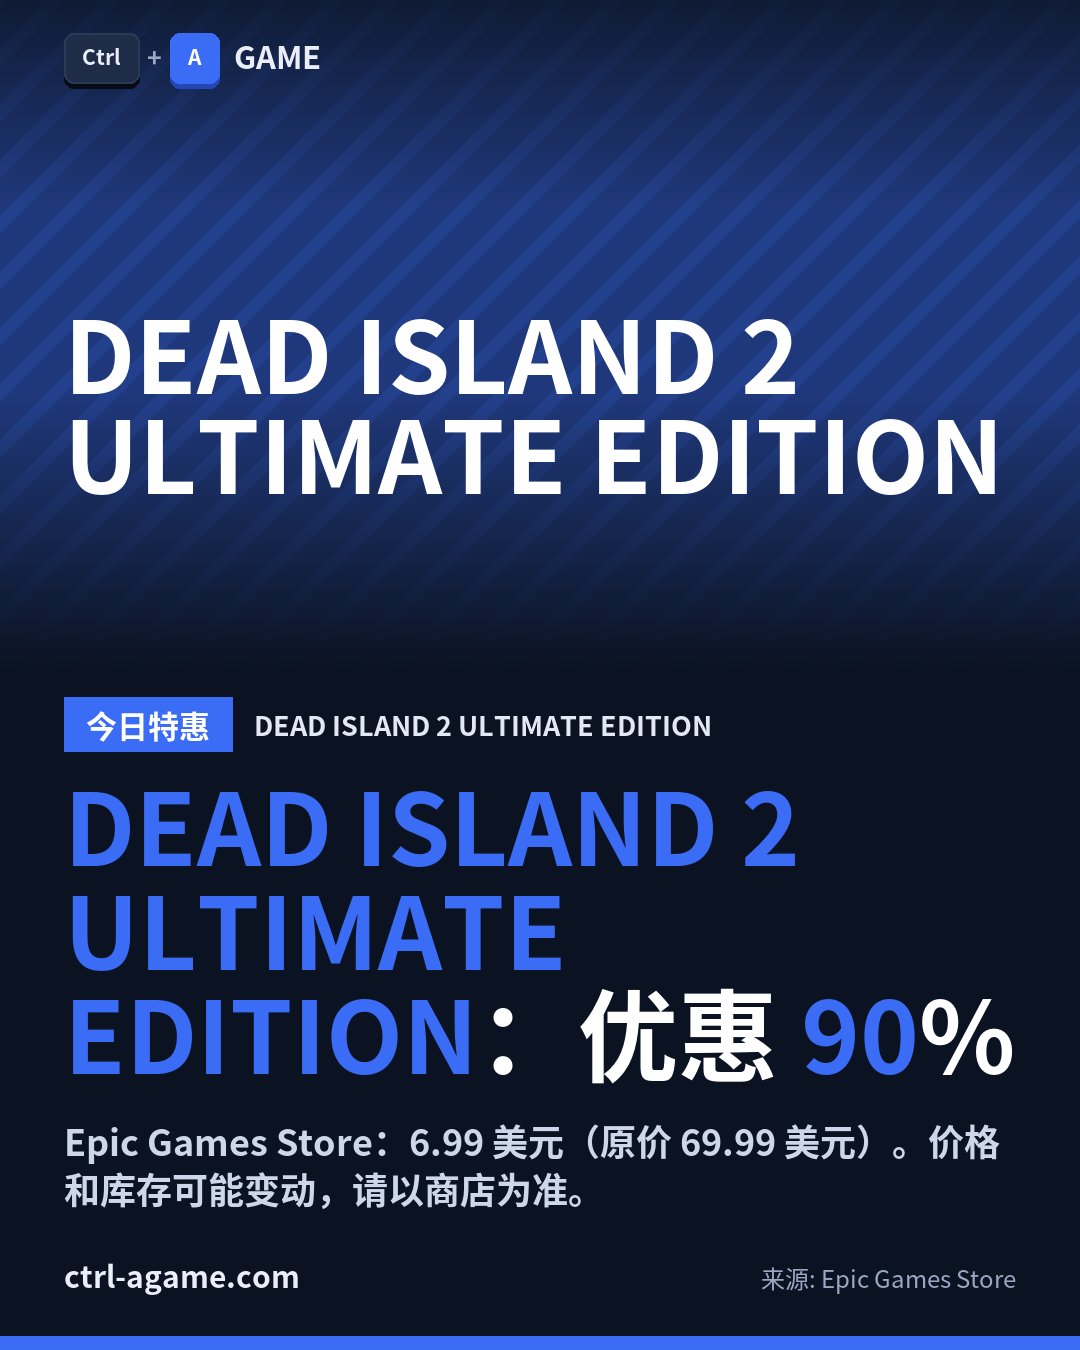 Ctrl + A GAME
DEAD ISLAND 2
ULTIMATE EDITION
今日特惠 DEAD ISLAND 2 ULTIMATE EDITION
DEAD ISLAND 2
ULTIMATE
EDITION：优惠 90%
Epic Games Store：6.99 美元（原价 69.99 美元）。价格
和库存可能变动，请以商店为准。
ctrl-agame.com
来源: Epic Games Store